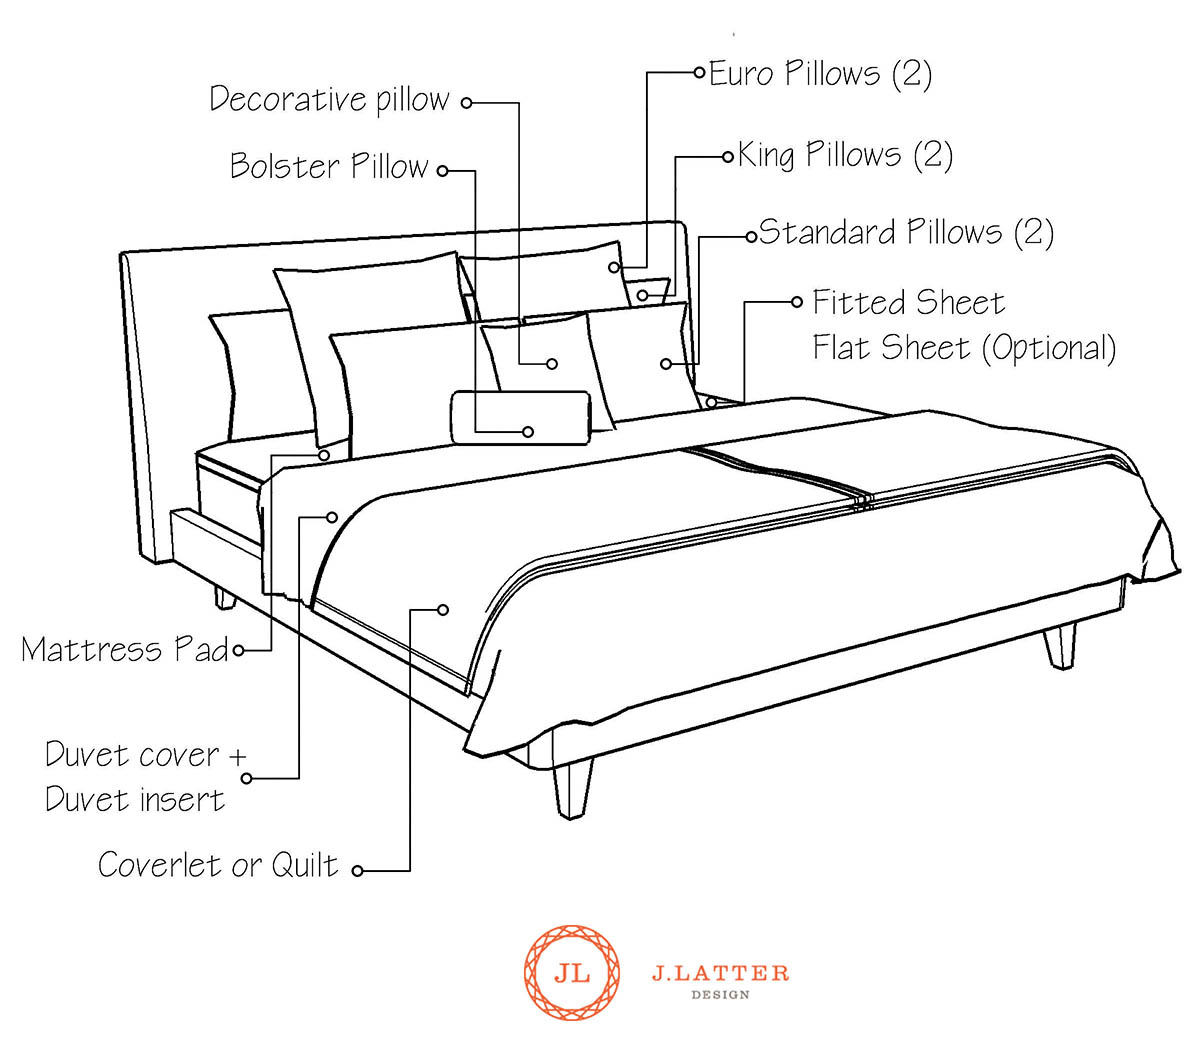 Euro Pillows (2)
Decorative pillow
King Pillows (2)
Bolster Pillow
Standard Pillows (2)
Fitted Sheet
Flat Sheet (Optional)
Mattress Pad
Duvet cover +
Duvet insert
Coverlet or Quilt
JL
J.LATTER
DESIGN